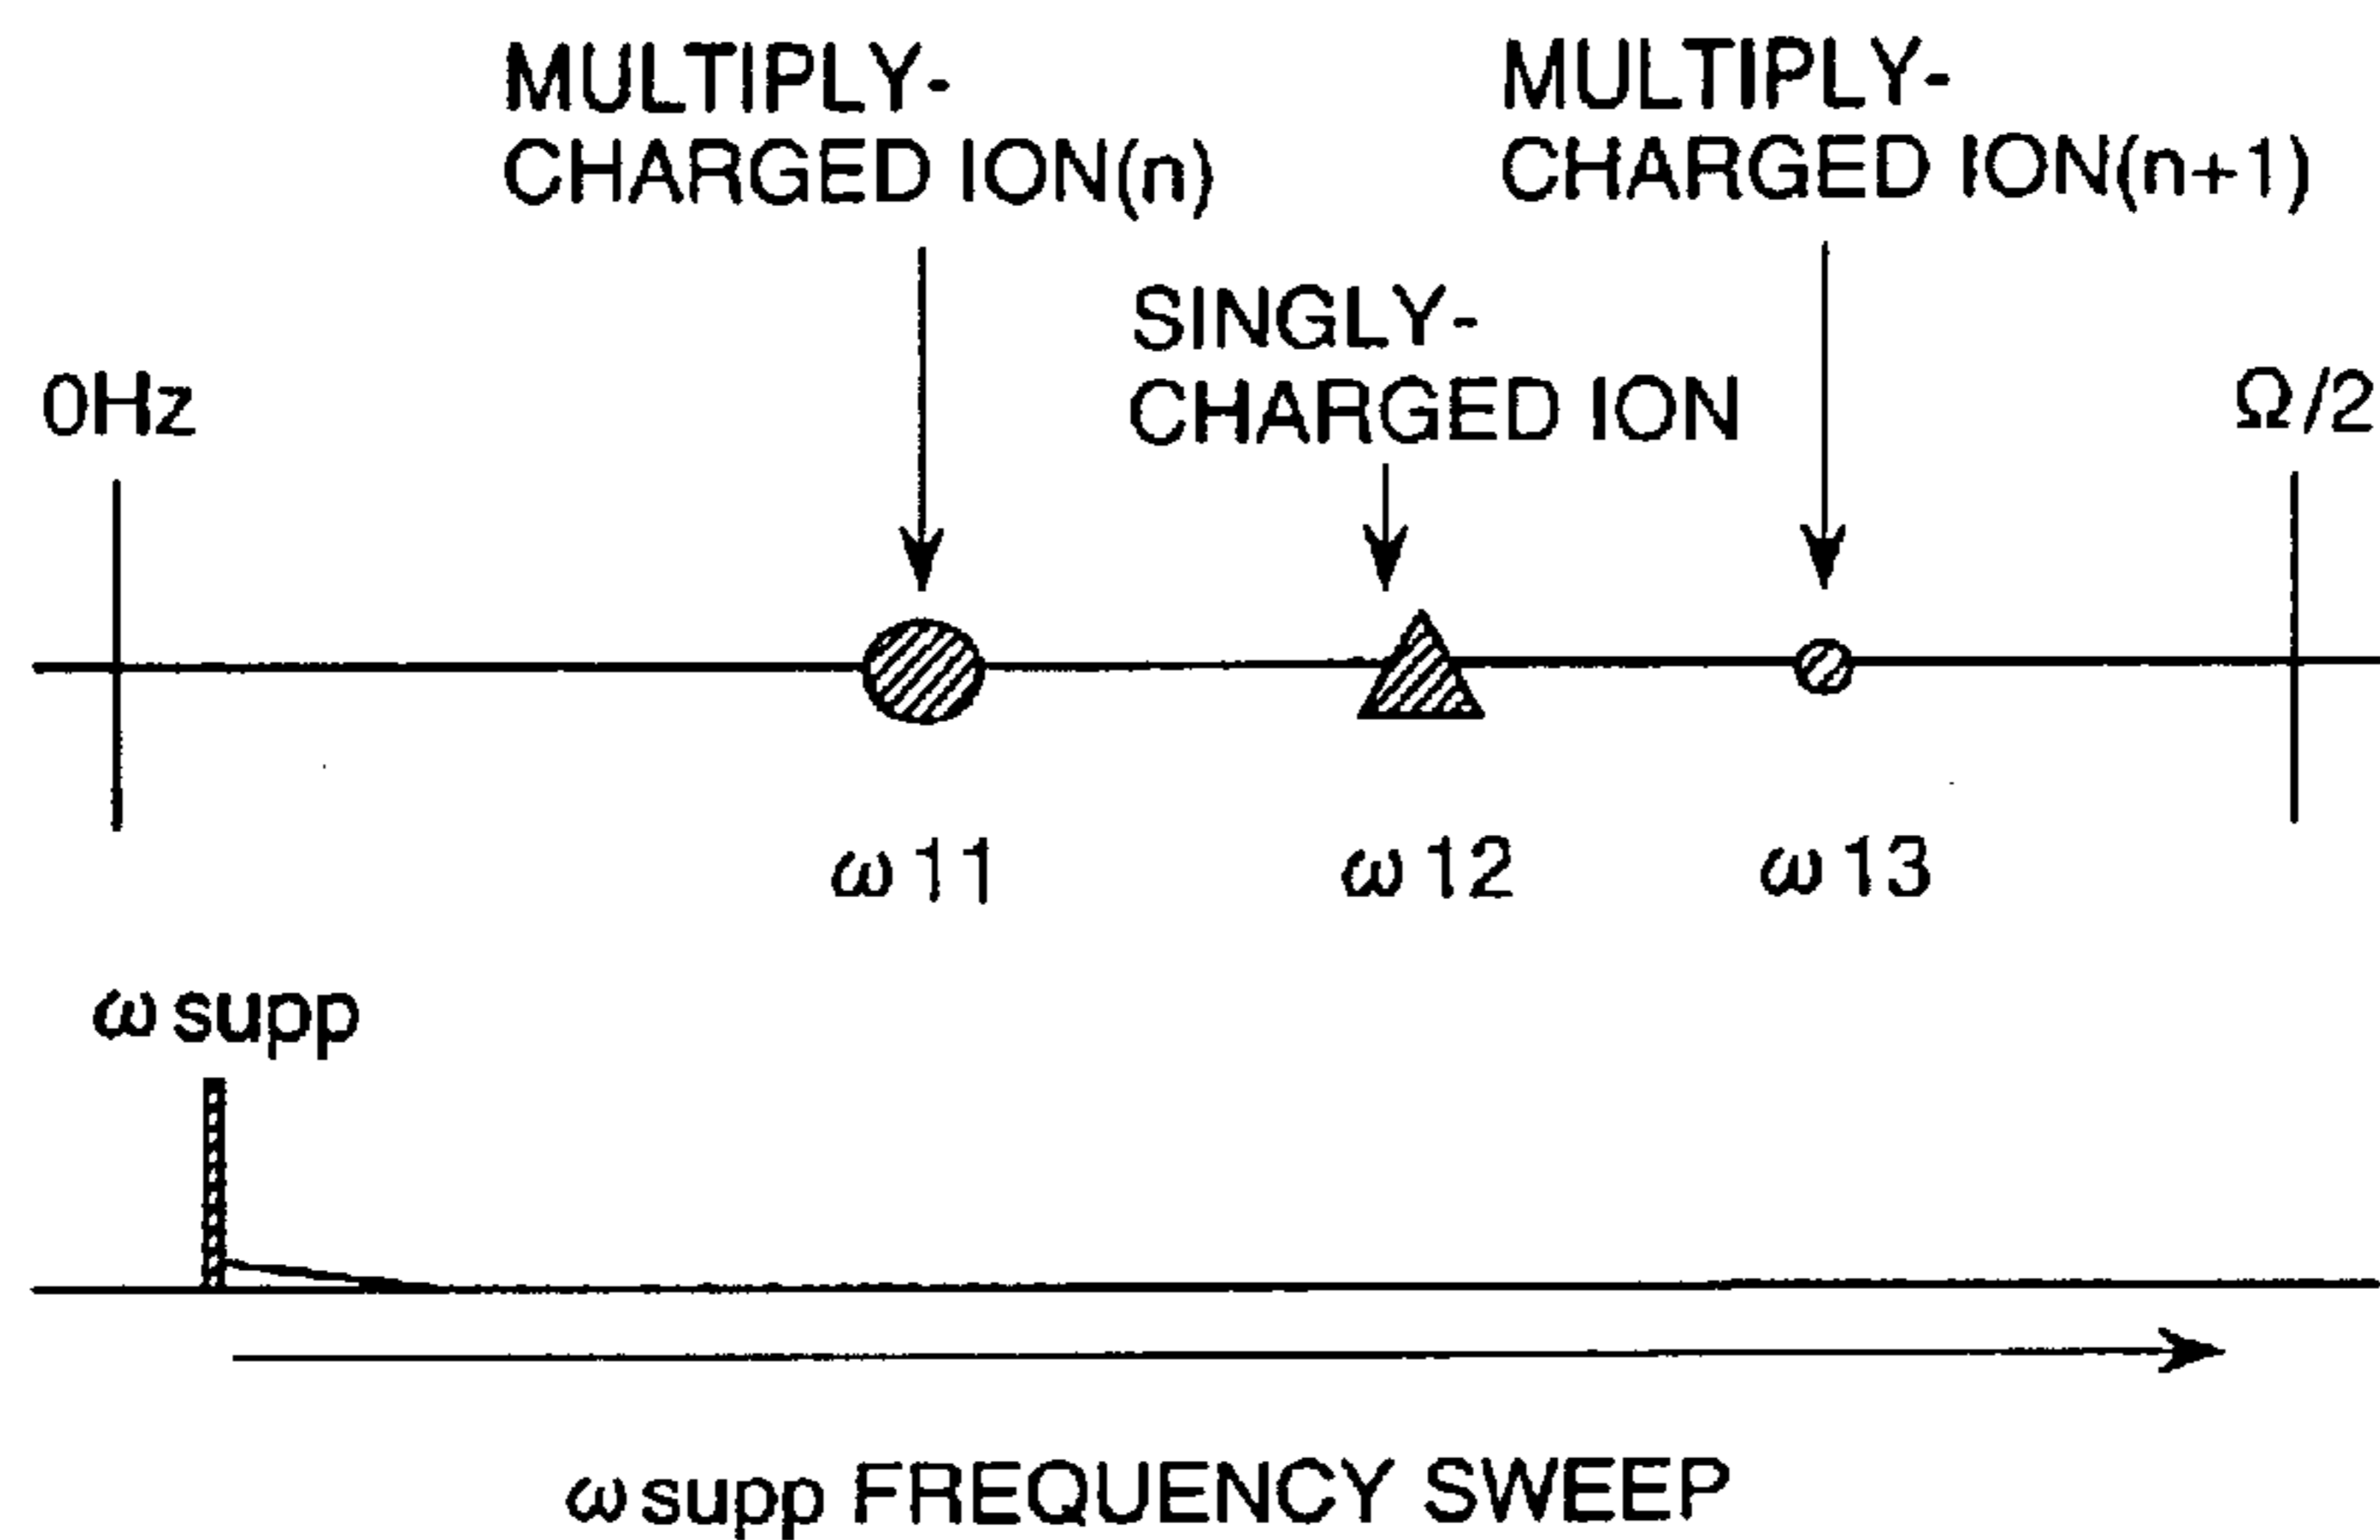 MULTIPLY-
CHARGED ION(n)
MULTIPLY-
CHARGED ION(n+1)
SINGLY-
CHARGED ION
0Hz
Ω/2
ω11
ω12
ω13
ωsupp
ωsupp FREQUENCY SWEEP